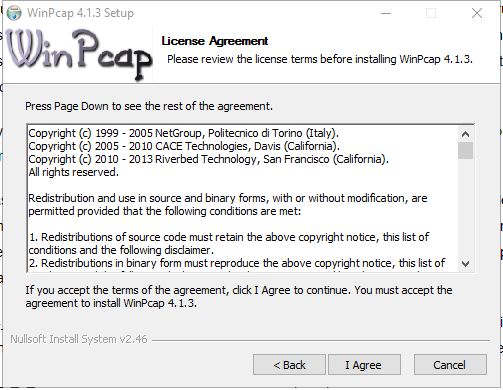 WinPcap 4.1.3 Setup
WinPcap
License Agreement
Please review the license terms before installing WinPcap 4.1.3.
Press Page Down to see the rest of the agreement.
Copyright (c) 1999 - 2005 NetGroup, Politecnico di Torino (Italy).
Copyright (c) 2005 - 2010 CACE Technologies, Davis (California).
Copyright (c) 2010 - 2013 Riverbed Technology, San Francisco (California).
All rights reserved.
Redistribution and use in source and binary forms, with or without modification, are
permitted provided that the following conditions are met:
1. Redistributions of source code must retain the above copyright notice, this list of
conditions and the following disclaimer.
2. Redistributions in binary form must reproduce the above copyright notice, this list of
If you accept the terms of the agreement, click I Agree to continue. You must accept the
agreement to install WinPcap 4.1.3.
Nullsoft Install System v2.46
< Back
I Agree
Cancel